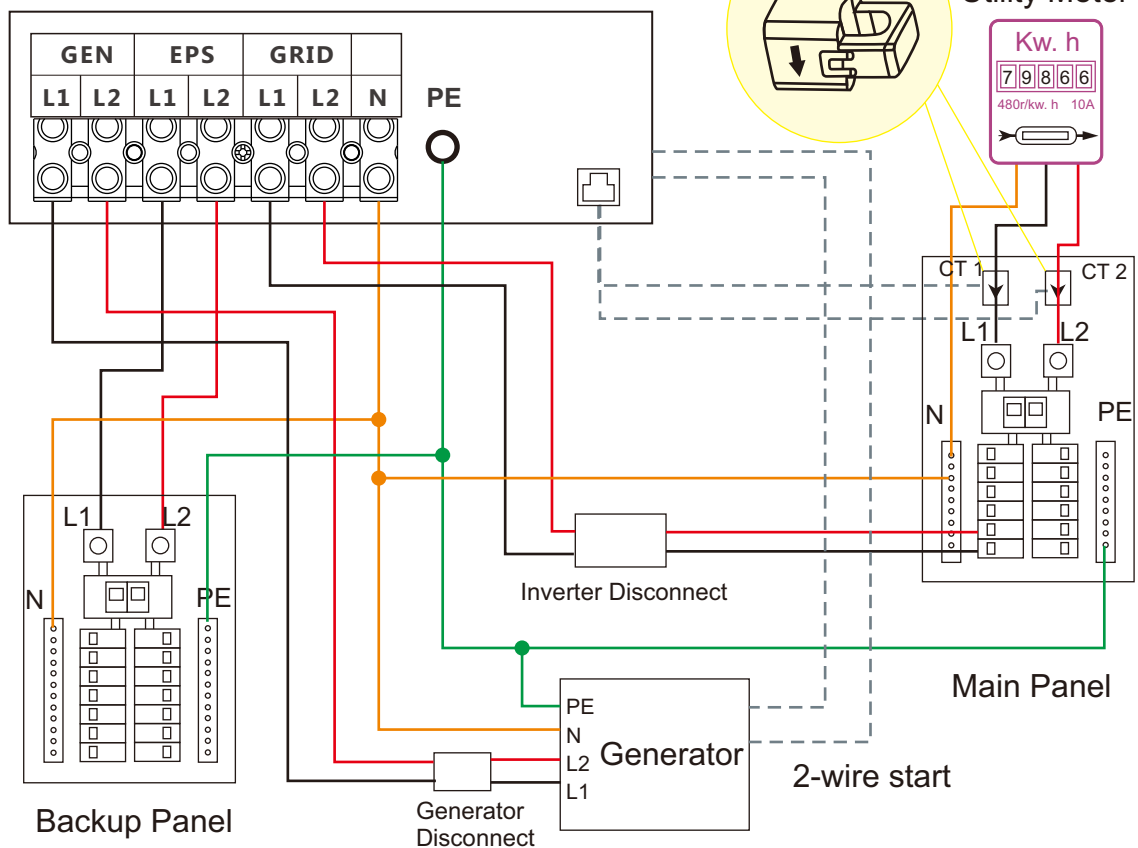 Utility Meter
GEN EPS GRID
L1 L2 L1 L2 L1 L2 N PE
Kw. h
79866
480r/kw. h 10A
CT 1 CT 2
L1 L2
N PE
L1 L2
N PE
Inverter Disconnect
Main Panel
PE
N
L2
L1
Generator
2-wire start
Generator
Disconnect
Backup Panel